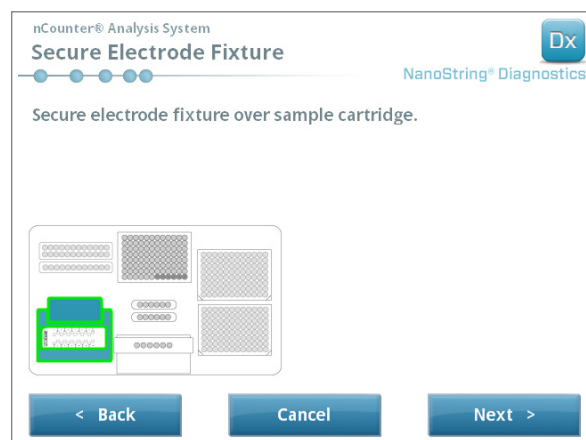 nCounter® Analysis System
Secure Electrode Fixture
Dx
NanoString® Diagnostics
Secure electrode fixture over sample cartridge.
< Back
Cancel
Next >